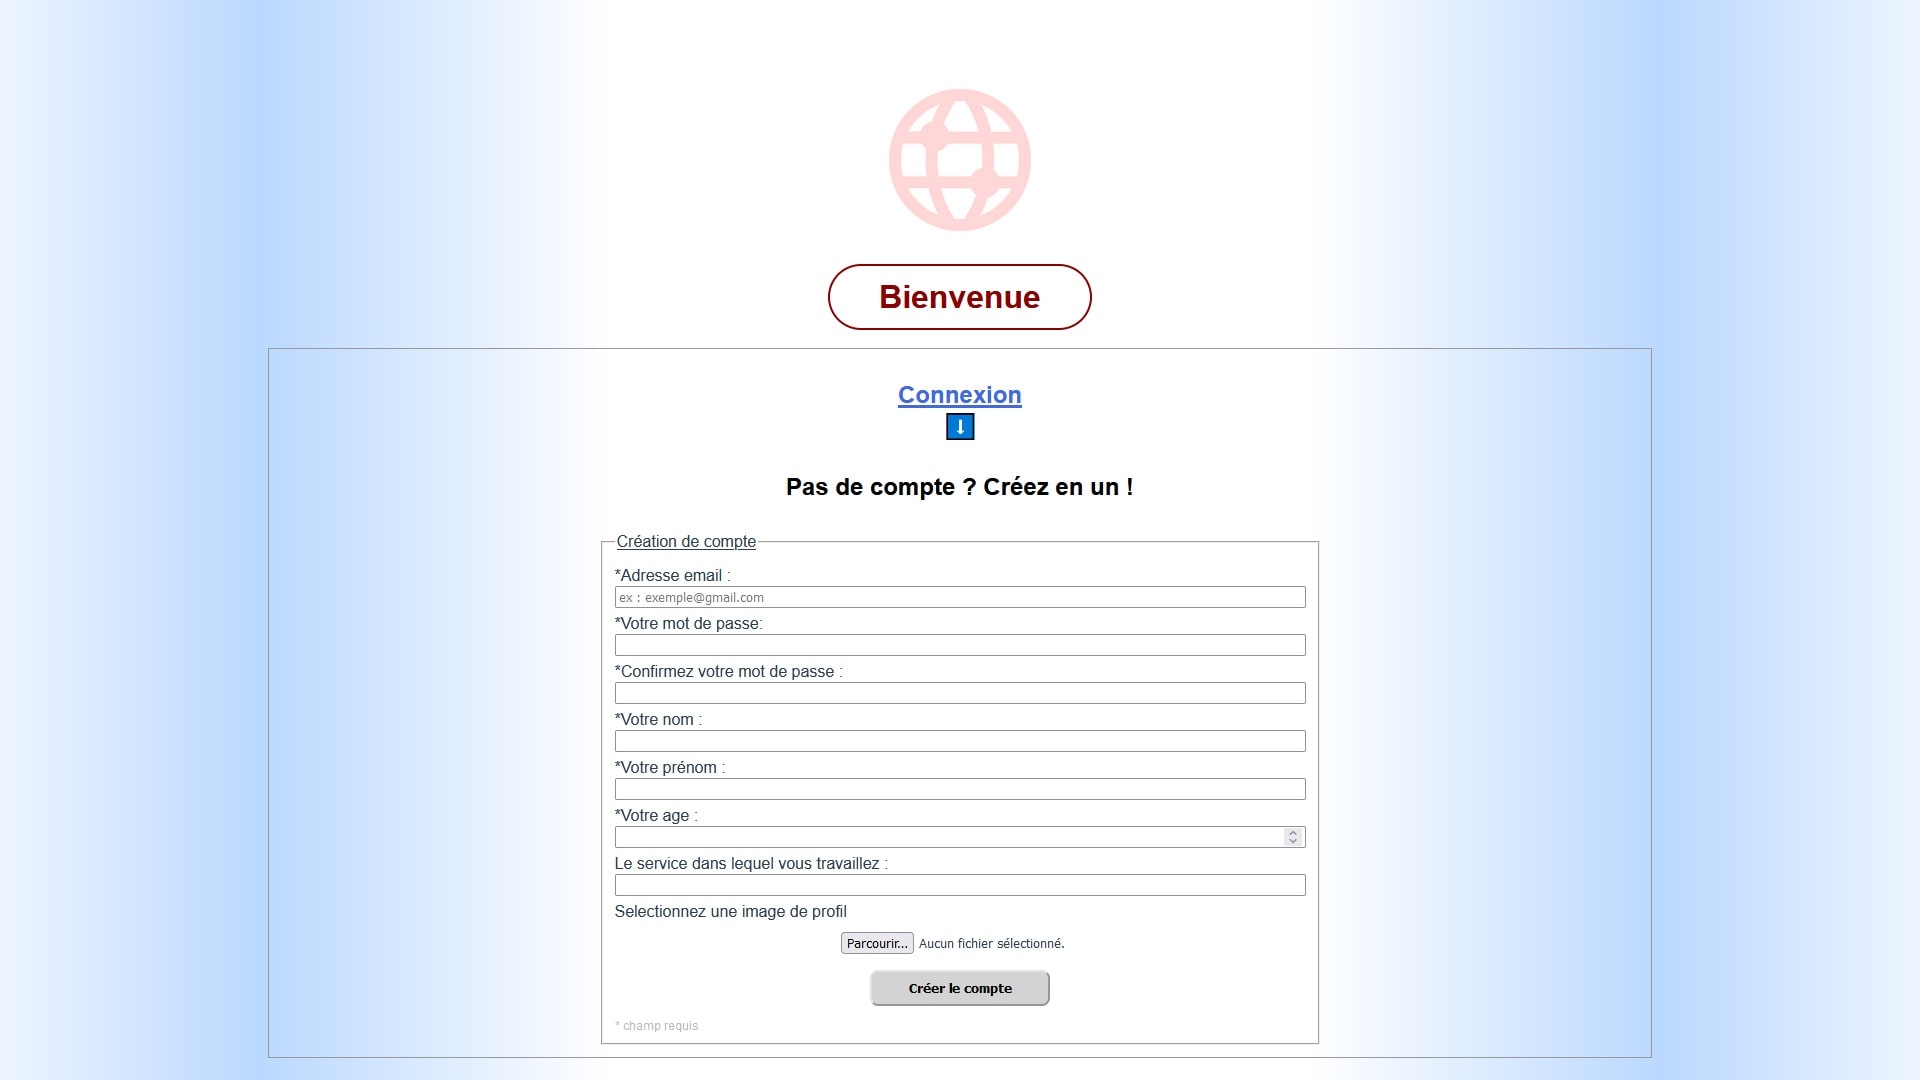 Bienvenue
Connexion
⬇
Pas de compte ? Créez en un !
Création de compte
*Adresse email :
ex : exemple@gmail.com
*Votre mot de passe:
*Confirmez votre mot de passe :
*Votre nom :
*Votre prénom :
*Votre age :
Le service dans lequel vous travaillez :
Selectionnez une image de profil
Parcourir... Aucun fichier sélectionné.
Créer le compte
* champ requis